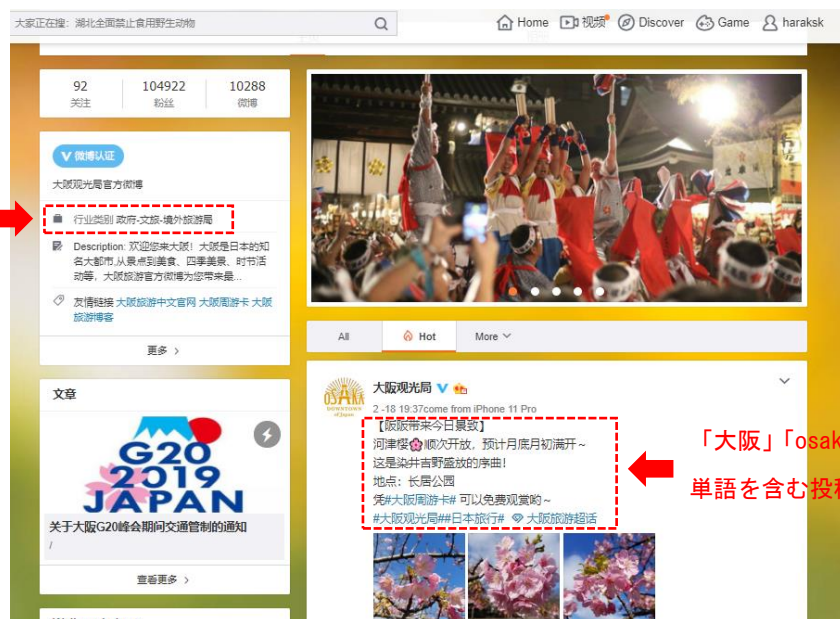 大家正在搜：湖北全面禁止食用野生动物
Home 视频 Discover Game haraksk
92 104922 10288
关注 粉丝 微博
V 微博认证
大阪观光局官方微博
行业类别 政府-文旅-境外旅游局
Description: 欢迎您来大阪！大阪是日本的知
名大都市,从景点到美食、四季美景、时节活
动等，大阪旅游官方微博为您带来最...
友情链接 大阪旅游中文官网 大阪周游卡 大阪
旅游博客
更多 >
文章
G20
2019
JAPAN
关于大阪G20峰会期间交通管制的通知
/
查看更多 >
All Hot More
OSAKA
DOWNTOWN
of Japan
大阪观光局
2 -18 19:37come from iPhone 11 Pro
【阪阪带来今日景致】
河津樱🌸顺次开放，预计月底月初满开～
这是染井吉野盛放的序曲！
地点：长居公园
凭#大阪周游卡# 可以免费观赏哟～
#大阪观光局##日本旅行# 大阪旅游超话
「大阪」「osak
単語を含む投稿